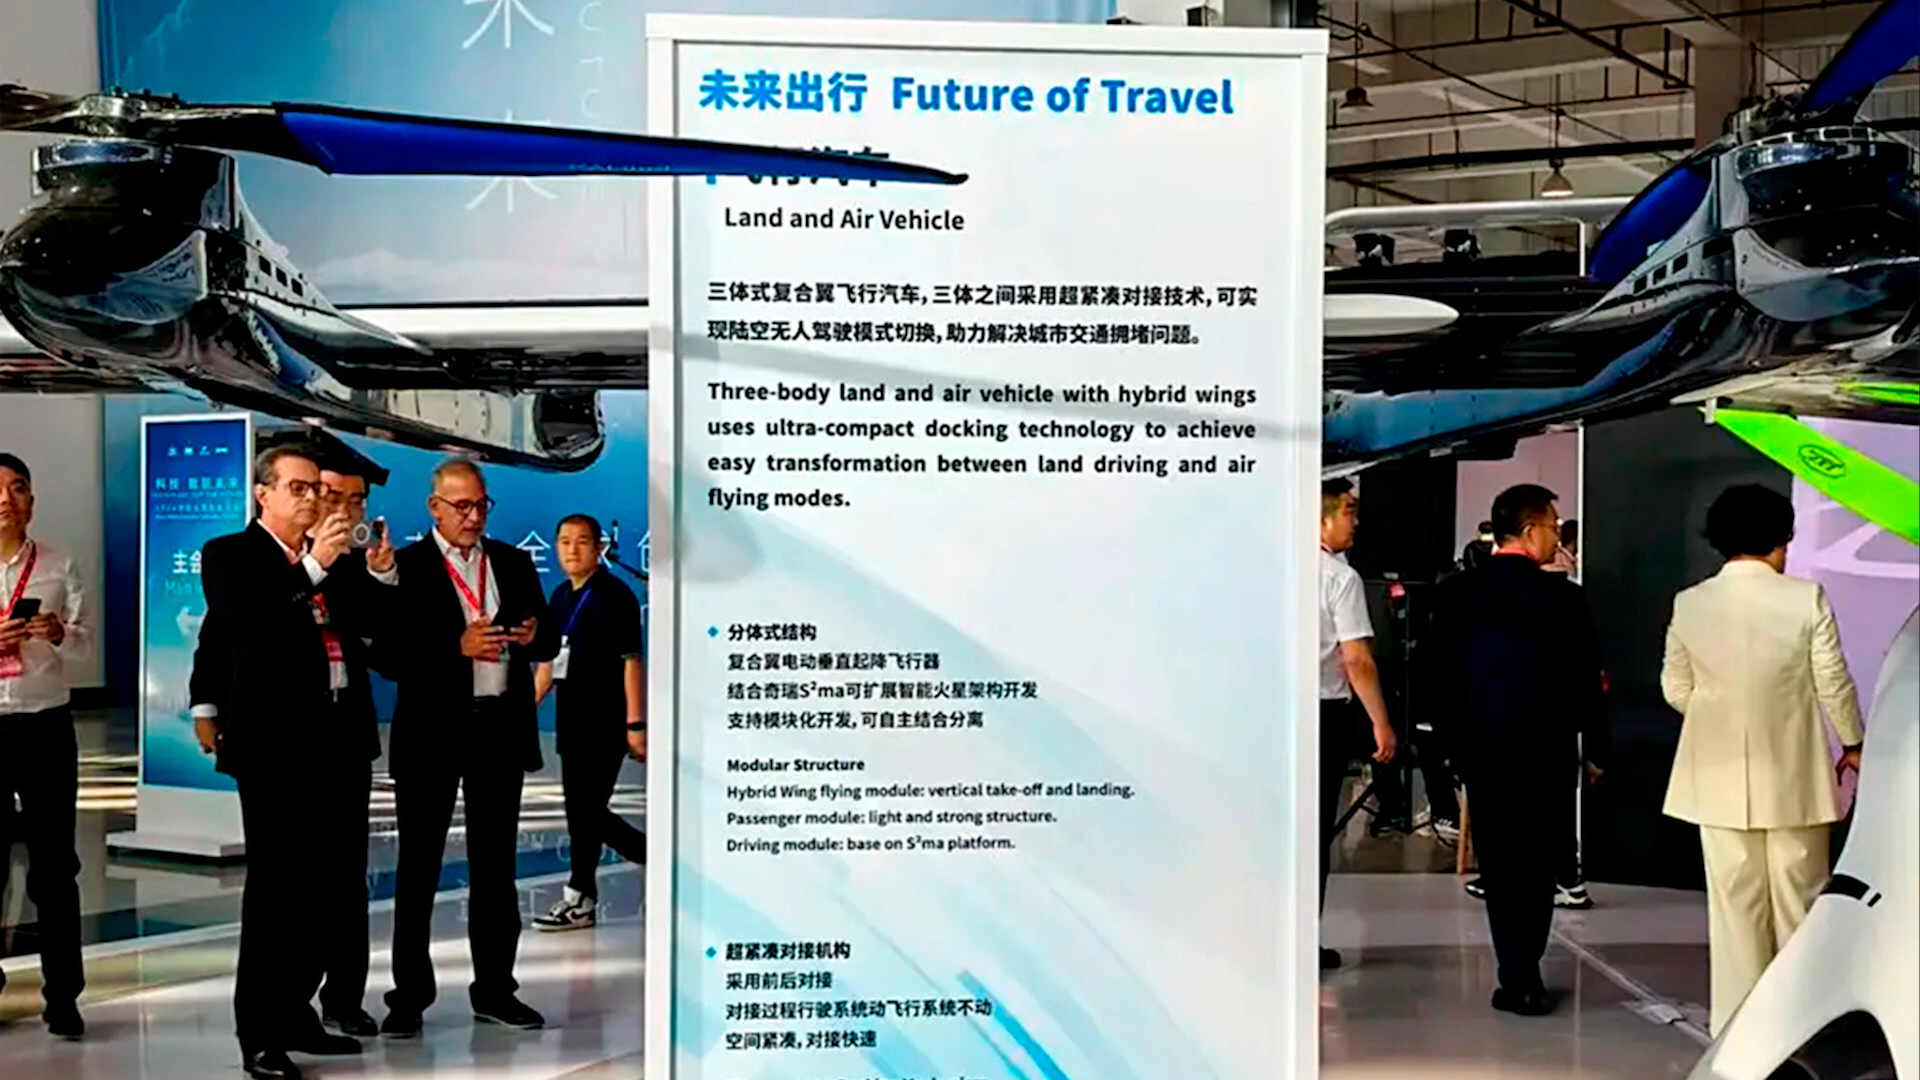 未来出行 Future of Travel
Land and Air Vehicle
三体式复合翼飞行汽车,三体之间采用超紧凑对接技术,可实
现陆空无人驾驶模式切换,助力解决城市交通拥堵问题。
Three-body land and air vehicle with hybrid wings
uses ultra-compact docking technology to achieve
easy transformation between land driving and air
flying modes.
分体式结构
复合翼电动垂直起降飞行器
结合奇瑞S²ma可扩展智能火星架构开发
支持模块化开发,可自主结合分离
Modular Structure
Hybrid Wing flying module: vertical take-off and landing.
Passenger module: light and strong structure.
Driving module: base on S³ma platform.
超紧凑对接机构
采用前后对接
对接过程行驶系统动飞行系统不动
空间紧凑,对接快速